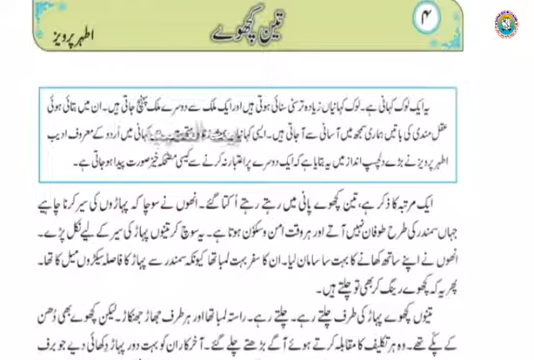 ۴
تین کچھوے
اطہر پرویز
یہ ایک لوک کہانی ہے۔ لوک کہانیاں زیادہ تر سنی سنائی ہوتی ہیں اور ایک ملک سے دوسرے ملک پہنچ جاتی ہیں۔ ان میں بتائی ہوئی
عقل مندی کی باتیں ہماری سمجھ میں آسانی سے آ جاتی ہیں۔ ایسی کہانیاں کہانی میں اُردو کے معروف ادیب
اطہر پرویز نے بڑے دلچسپ انداز میں یہ بتایا ہے کہ ایک دوسرے پر اعتبار نہ کرنے سے کیسی مضحکہ خیز صورت پیدا ہو جاتی ہے۔
ایک مرتبہ کا ذکر ہے، تین کچھوے پانی میں رہتے رہتے اُکتا گئے۔ انھوں نے سوچا کہ پہاڑوں کی سیر کرنا چاہیے
جہاں سمندر کی طرح طوفان نہیں آتے اور ہر وقت امن و سکون ہوتا ہے۔ یہ سوچ کر تینوں پہاڑ کی سیر کے لیے نکل پڑے۔
انھوں نے اپنے ساتھ کھانے کا بہت سا سامان لیا۔ ان کا سفر بہت لمبا تھا کیونکہ سمندر سے پہاڑ کا فاصلہ سیکڑوں میل کا تھا۔
پھر یہ کہ کچھوے رینگ کر بھی تو چلتے ہیں۔
تینوں کچھوے پہاڑ کی طرف چلتے رہے۔ چلتے رہے۔ راستہ لمبا تھا اور ہر طرف جھاڑ جھنکاڑ۔ لیکن کچھوے بھی دُھن
کے پکے تھے۔ وہ ہر تکلیف کا مقابلہ کرتے ہوئے آگے بڑھتے چلے گئے۔ آخر کار ان کو بہت دور پہاڑ دکھائی دیے جو برف